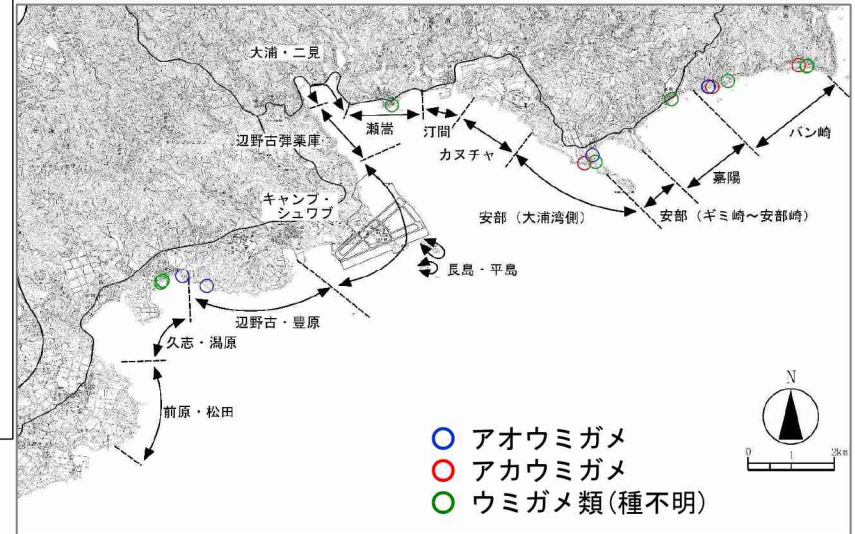 大浦・二見
瀬嵩
汀間
辺野古弾薬庫
カヌチャ
バン崎
嘉陽
キャンプ・
シュワブ
安部（大浦湾側）
安部（ギミ崎～安部崎）
長島・平島
辺野古・豊原
久志・潟原
前原・松田
N
0 1 2km
アオウミガメ
アカウミガメ
ウミガメ類(種不明)